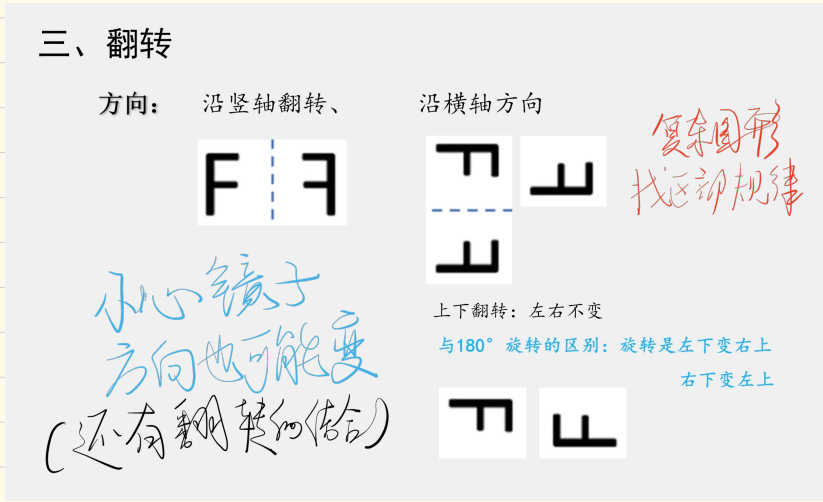 三、翻转
方向： 沿竖轴翻转、 沿横轴方向
F
复杂图形
找区部规律
上下翻转：左右不变
与180°旋转的区别：旋转是左下变右上
右下变左上
小心镜子
方向也可能变
(还有翻转的结合)